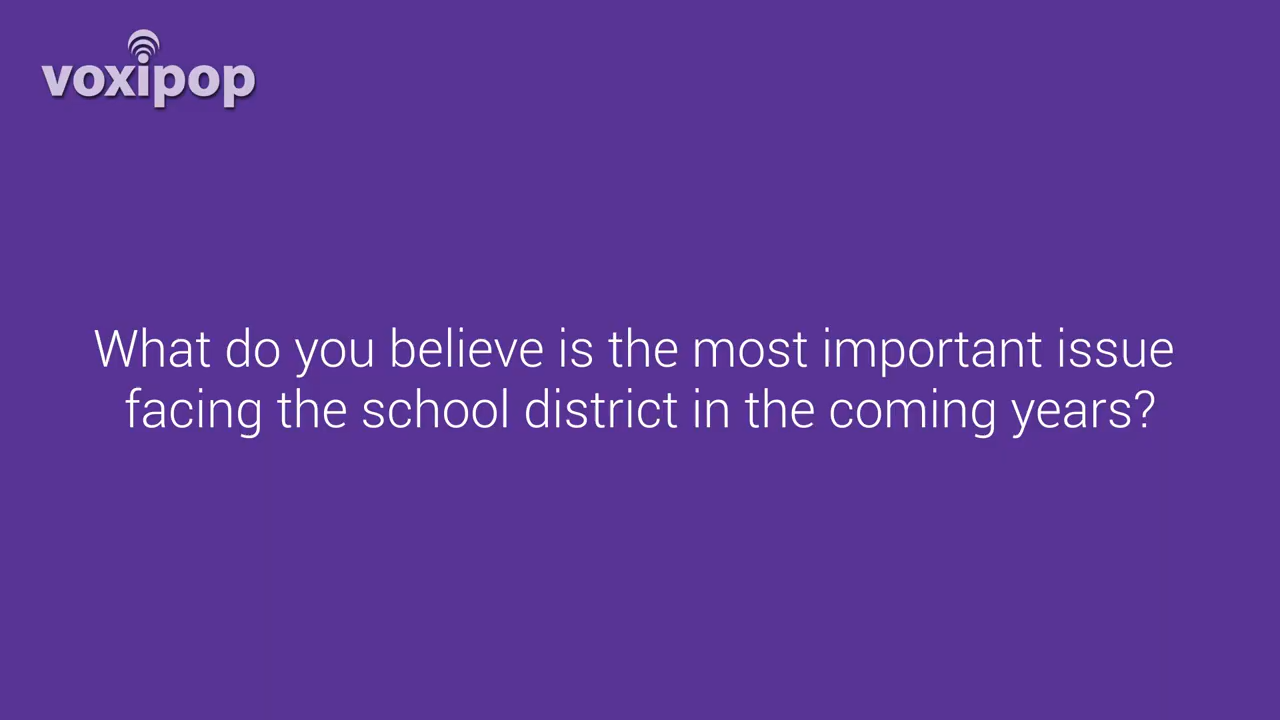 voxipop
What do you believe is the most important issue
facing the school district in the coming years?